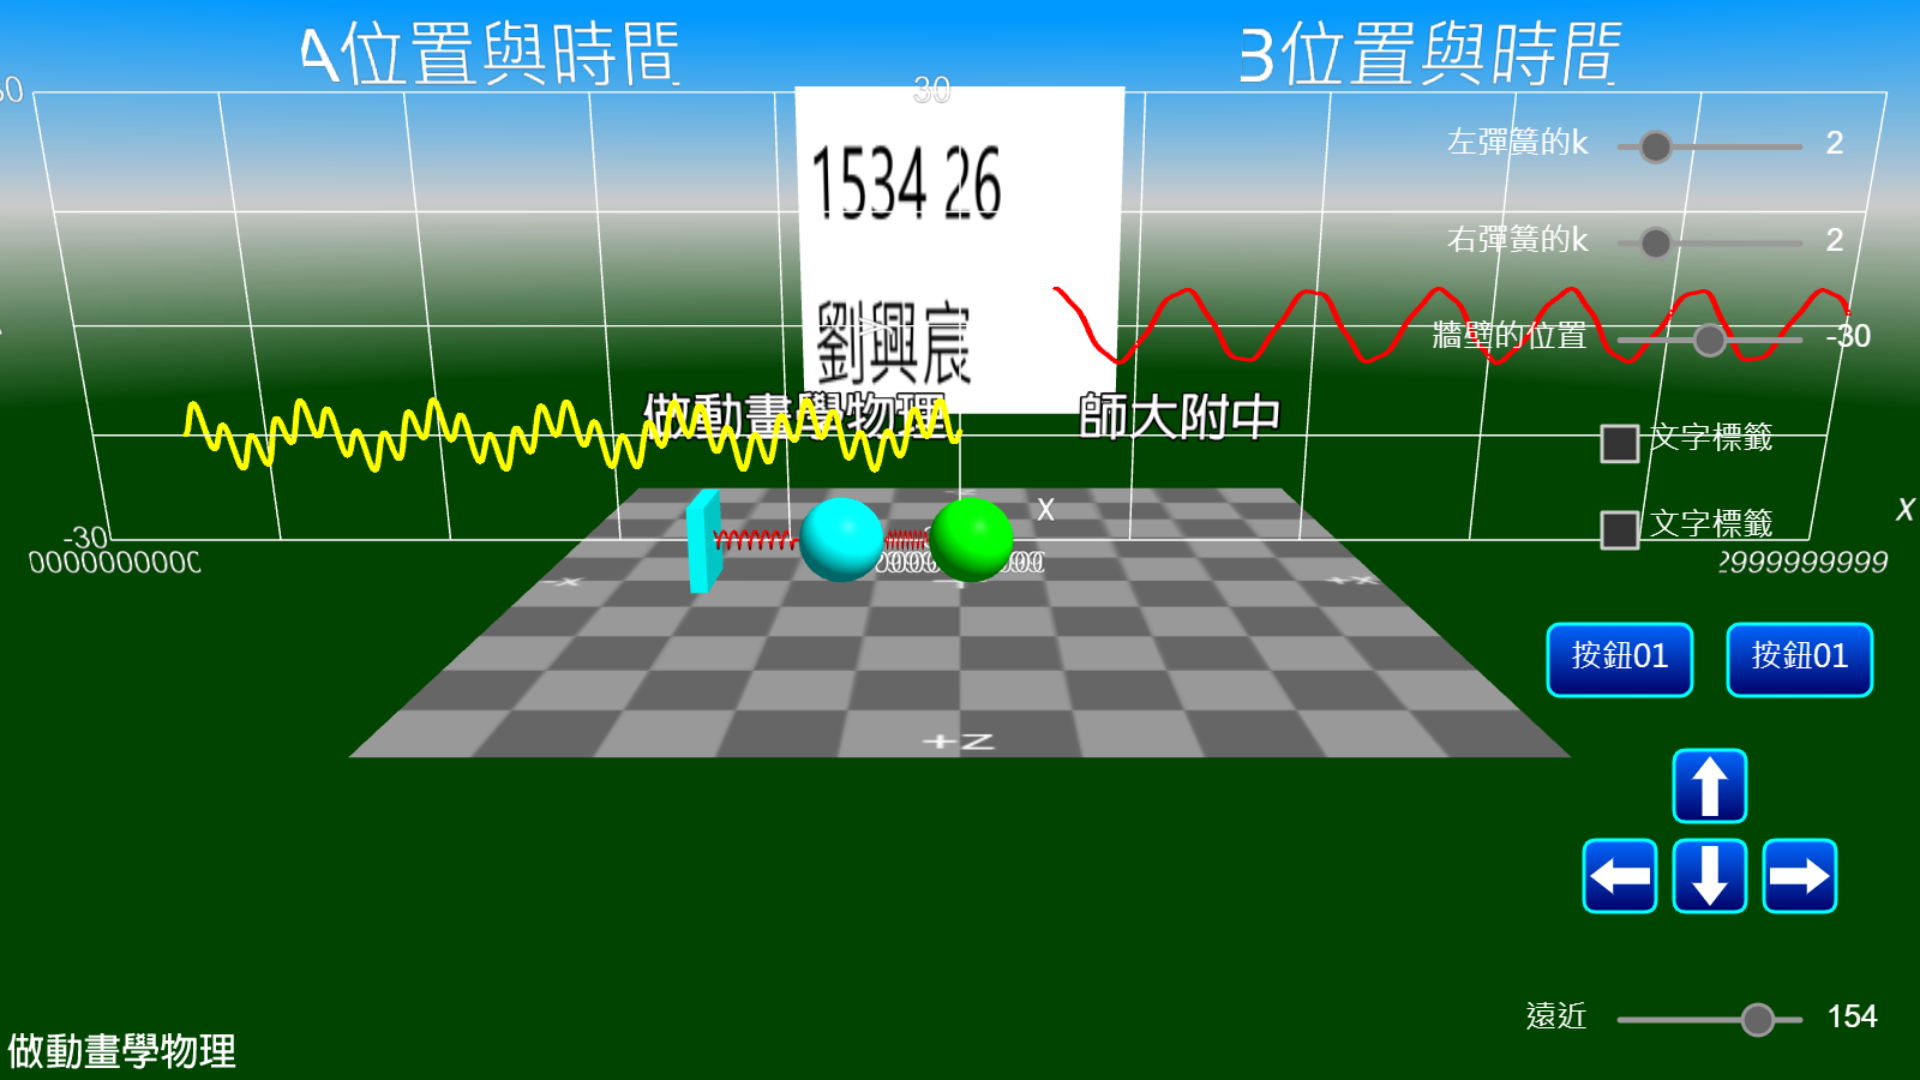 A位置與時間
B位置與時間
30
1534 26
左彈簧的k 2
右彈簧的k 2
劉興宸
牆壁的位置 -30
做動畫學物理 師大附中
文字標籤
X
X
文字標籤
-30
2999999999
-X
+X
按鈕01
按鈕01
+Z
遠近 154
做動畫學物理